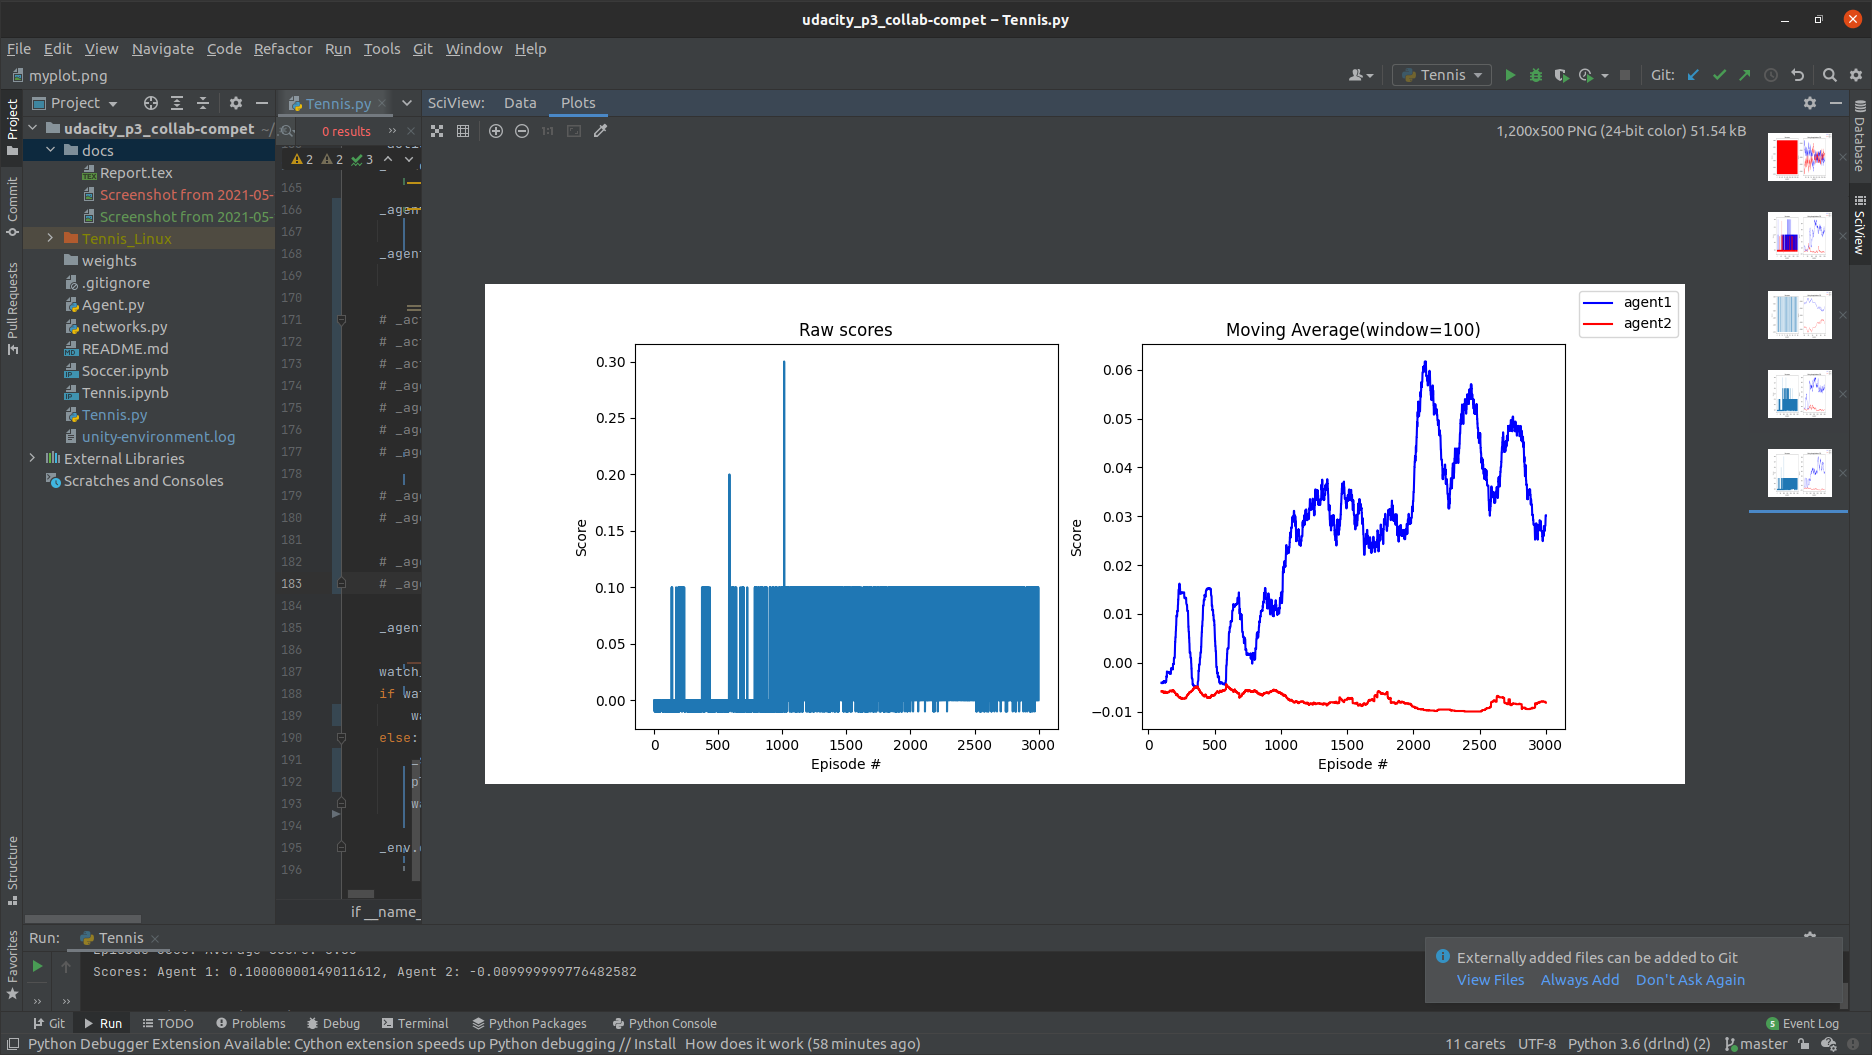 udacity_p3_collab-compet – Tennis.py
File Edit View Navigate Code Refactor Run Tools Git Window Help
myplot.png
Tennis
Git:
Project
Tennis.py
SciView: Data Plots
udacity_p3_collab-compet ~/
docs
Report.tex
Screenshot from 2021-05-
Screenshot from 2021-05-
Tennis_Linux
weights
.gitignore
Agent.py
networks.py
README.md
Soccer.ipynb
Tennis.ipynb
Tennis.py
unity-environment.log
External Libraries
Scratches and Consoles
Project
Commit
Pull Requests
Structure
Favorites
0 results
2 2 3
165
166 _agen
167
168 _agen
169
170
171 # _ac
172 # _ac
173 # _ac
174 # _ag
175 # _ag
176 # _ag
177 # _ag
178
179 # _ag
180 # _ag
181
182 # _ag
183 # _ag
184
185 _agen
186
187 watch_
188 if wat
189 wa
190 else:
191
192 p
193 wa
194
195 _env.
196
if __name_
1:1
1,200x500 PNG (24-bit color) 51.54 kB
Database
SciView
agent1
agent2
Raw scores
0.30
0.25
0.20
0.15
0.10
0.05
0.00
Score
0 500 1000 1500 2000 2500 3000
Episode #
Moving Average(window=100)
0.06
0.05
0.04
0.03
0.02
0.01
0.00
−0.01
Score
0 500 1000 1500 2000 2500 3000
Episode #
Run: Tennis
Scores: Agent 1: 0.10000000149011612, Agent 2: -0.009999999776482582
Externally added files can be added to Git
View Files Always Add Don't Ask Again
Git Run TODO Problems Debug Terminal Python Packages Python Console
Event Log
Python Debugger Extension Available: Cython extension speeds up Python debugging // Install How does it work (58 minutes ago)
11 carets UTF-8 Python 3.6 (drlnd) (2) master